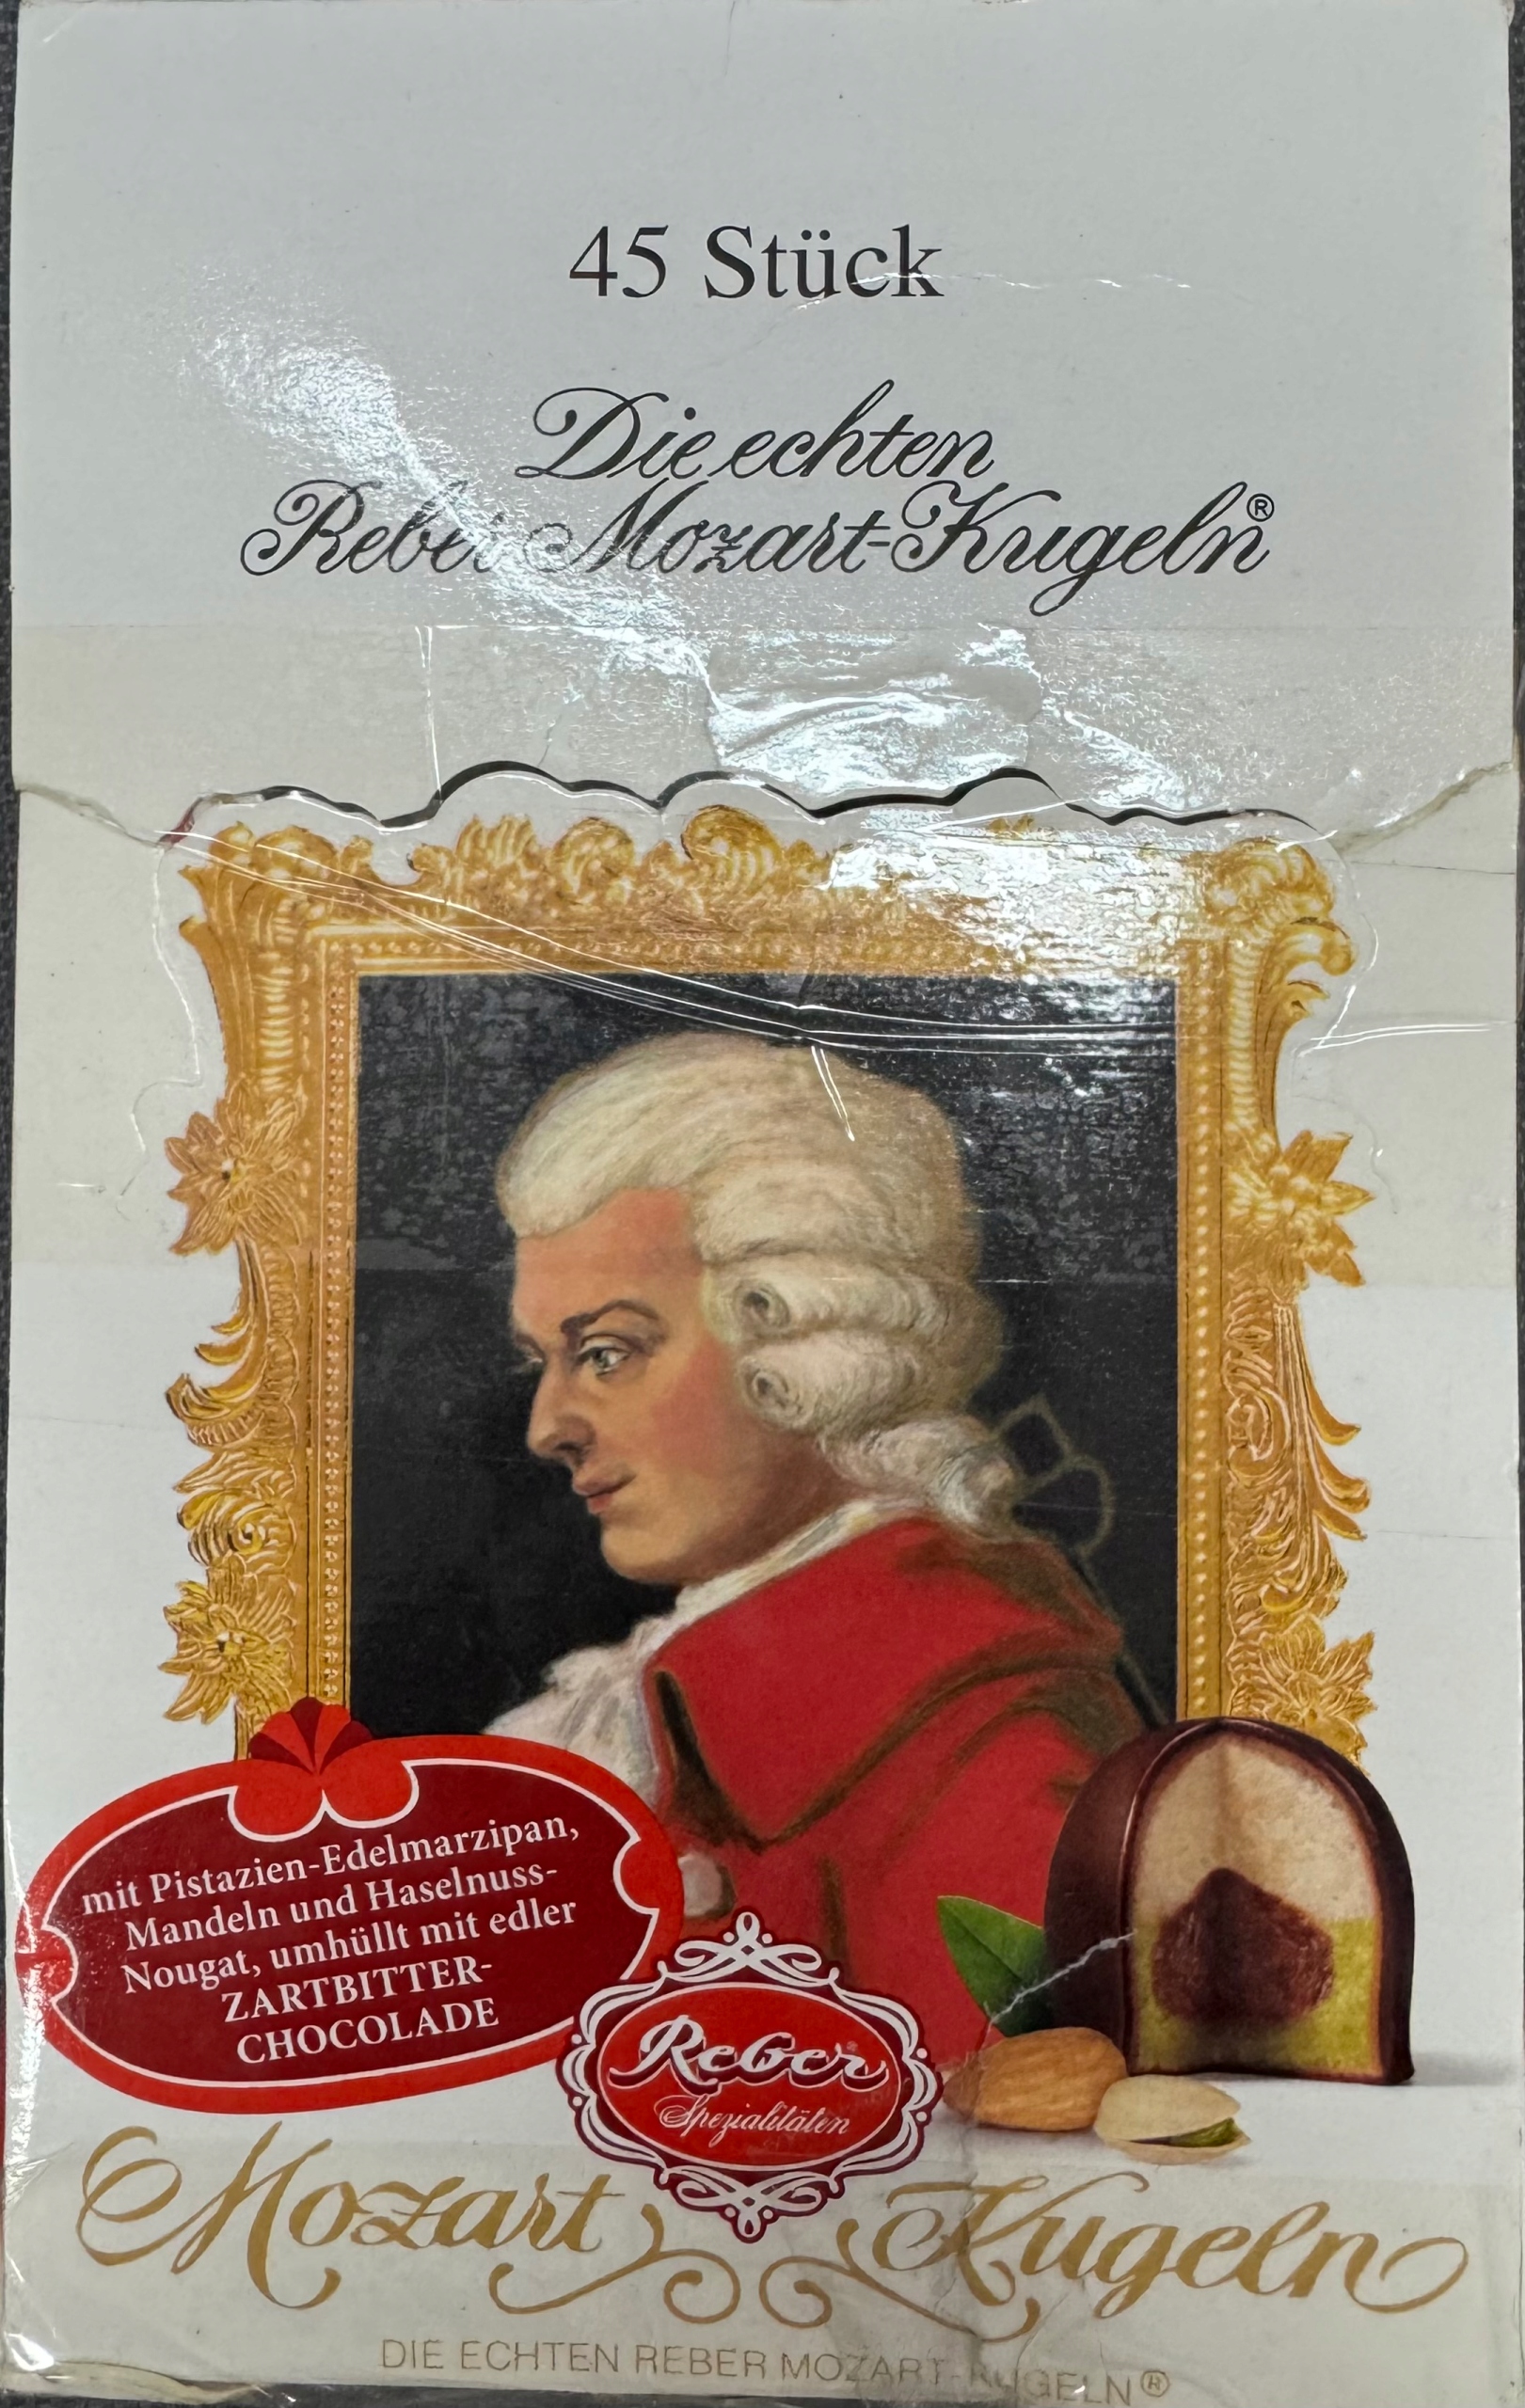 45 Stück
Die echten
Reber Mozart-Kugeln®
mit Pistazien-Edelmarzipan,
Mandeln und Haselnuss-
Nougat, umhüllt mit edler
ZARTBITTER-
CHOCOLADE
Reber®
Spezialitäten
Mozart Kugeln
DIE ECHTEN REBER MOZART-KUGELN®